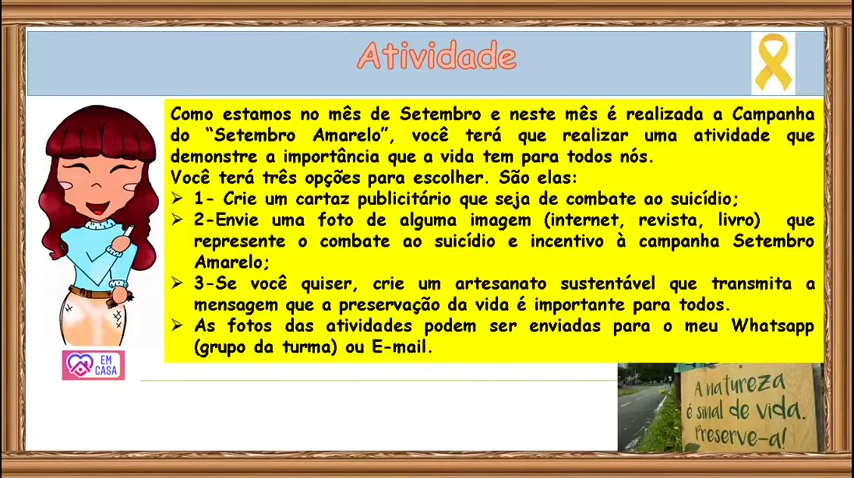 Atividade
Como estamos no mês de Setembro e neste mês é realizada a Campanha
do “Setembro Amarelo”, você terá que realizar uma atividade que
demonstre a importância que a vida tem para todos nós.
Você terá três opções para escolher. São elas:
➢ 1- Crie um cartaz publicitário que seja de combate ao suicídio;
➢ 2-Envie uma foto de alguma imagem (internet, revista, livro) que
represente o combate ao suicídio e incentivo à campanha Setembro
Amarelo;
➢ 3-Se você quiser, crie um artesanato sustentável que transmita a
mensagem que a preservação da vida é importante para todos.
➢ As fotos das atividades podem ser enviadas para o meu Whatsapp
(grupo da turma) ou E-mail.
EM
CASA
A natureza
é sinal de vida.
Preserve-a!